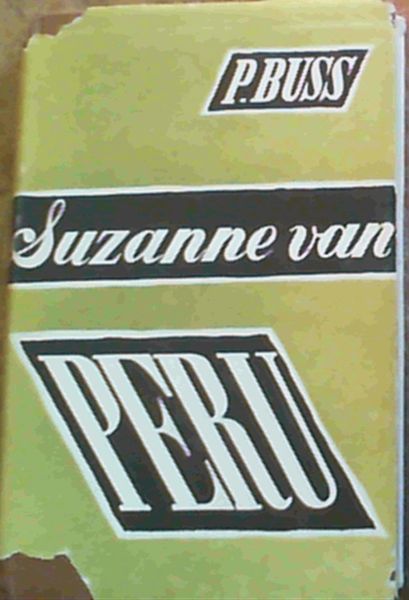 P. BUSS
Suzanne van
PERU